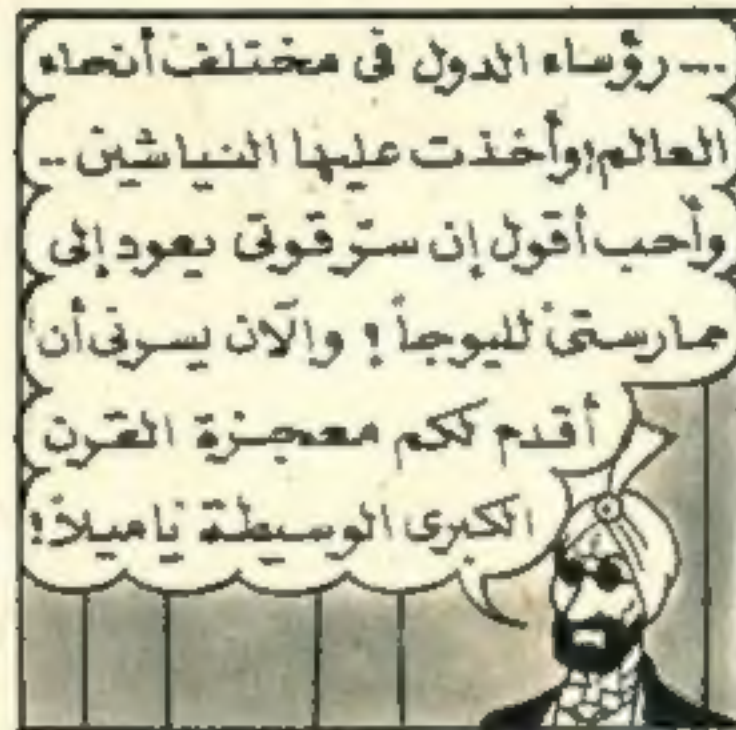 ... رؤساء الدول فى مختلف أنحاء
العالم! وأخذت عليها النياشين ..
وأحب أقول إن سرّ قوتى يعود إلى
ممارستى لليوجا ! والآن يسرنى أن
أقدم لكم معجزة القرن
الكبرى الوسيطة ياميلا!